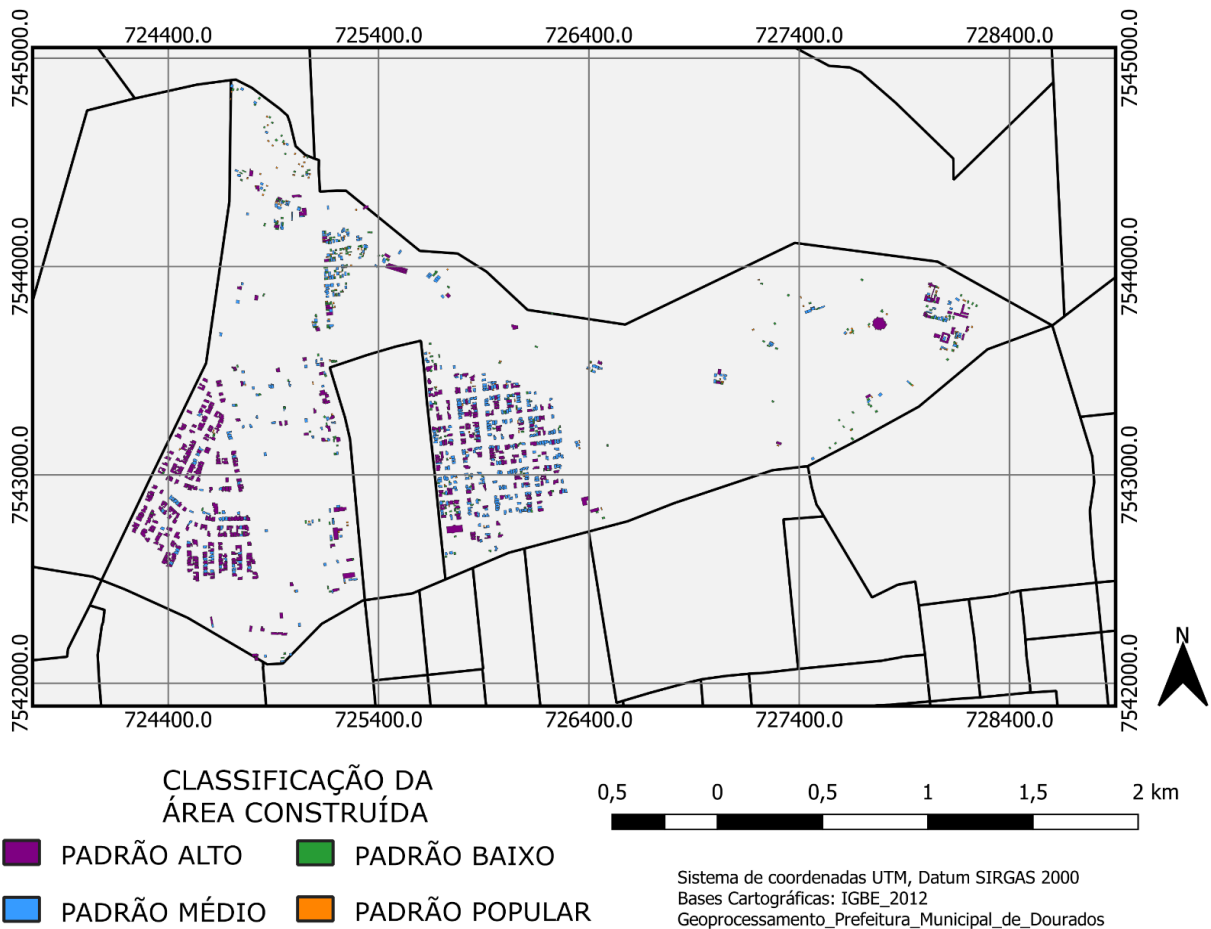 724400.0 725400.0 726400.0 727400.0 728400.0
7545000.0 7545000.0
7544000.0 7544000.0
7543000.0 7543000.0
7542000.0 7542000.0
724400.0 725400.0 726400.0 727400.0 728400.0
N
CLASSIFICAÇÃO DA
ÁREA CONSTRUÍDA
PADRÃO ALTO PADRÃO BAIXO
PADRÃO MÉDIO PADRÃO POPULAR
0,5 0 0,5 1 1,5 2 km
Sistema de coordenadas UTM, Datum SIRGAS 2000
Bases Cartográficas: IGBE_2012
Geoprocessamento_Prefeitura_Municipal_de_Dourados